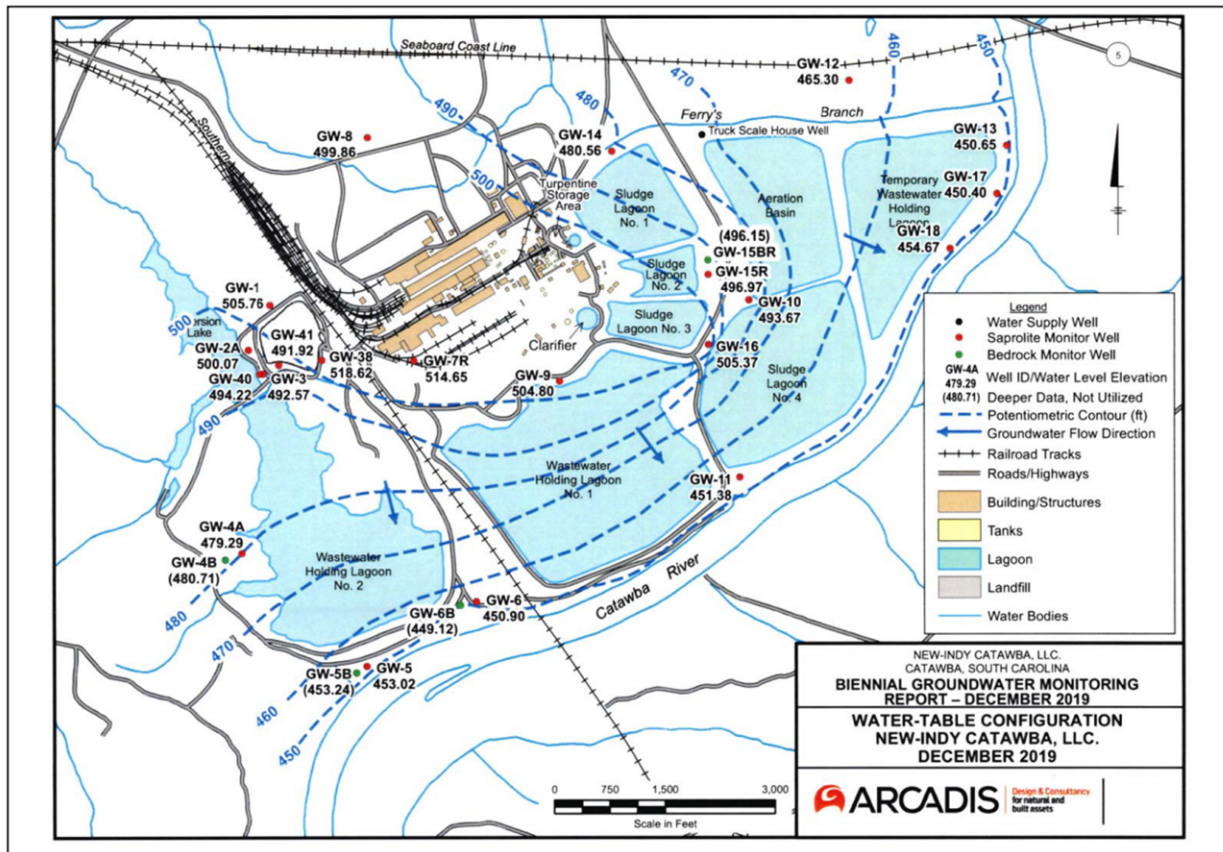 Seaboard Coast Line
460
450
5
GW-12
465.30
470
490
480
Ferry's
Branch
Southern
GW-8
499.86
GW-14
480.56
Truck Scale House Well
GW-13
450.65
500
Turpentine
Storage
Area
Sludge
Lagoon
No. 1
Aeration
Basin
Temporary
Wastewater
Holding
Lagoon
GW-17
450.40
GW-18
454.67
(496.15)
GW-15BR
GW-15R
496.97
Sludge
Lagoon
No. 2
GW-10
493.67
GW-1
505.76
500
Lake
Sludge
Lagoon No. 3
GW-41
491.92
GW-2A
500.07
GW-38
518.62
GW-7R
514.65
Clarifier
GW-16
505.37
GW-40
494.22
GW-3
492.57
GW-9
504.80
Sludge
Lagoon
No. 4
490
Wastewater
Holding Lagoon
No. 1
GW-11
451.38
GW-4A
479.29
GW-4B
(480.71)
Wastewater
Holding Lagoon
No. 2
Catawba River
480
GW-6B
(449.12)
GW-6
450.90
470
GW-5B
(453.24)
GW-5
453.02
460
450
Legend
Water Supply Well
Saprolite Monitor Well
Bedrock Monitor Well
GW-4A
479.29 Well ID/Water Level Elevation
(480.71) Deeper Data, Not Utilized
Potentiometric Contour (ft)
Groundwater Flow Direction
Railroad Tracks
Roads/Highways
Building/Structures
Tanks
Lagoon
Landfill
Water Bodies
0 750 1,500 3,000
Scale in Feet
NEW-INDY CATAWBA, LLC.
CATAWBA, SOUTH CAROLINA
BIENNIAL GROUNDWATER MONITORING
REPORT – DECEMBER 2019
WATER-TABLE CONFIGURATION
NEW-INDY CATAWBA, LLC.
DECEMBER 2019
ARCADIS
Design & Consultancy
for natural and
built assets